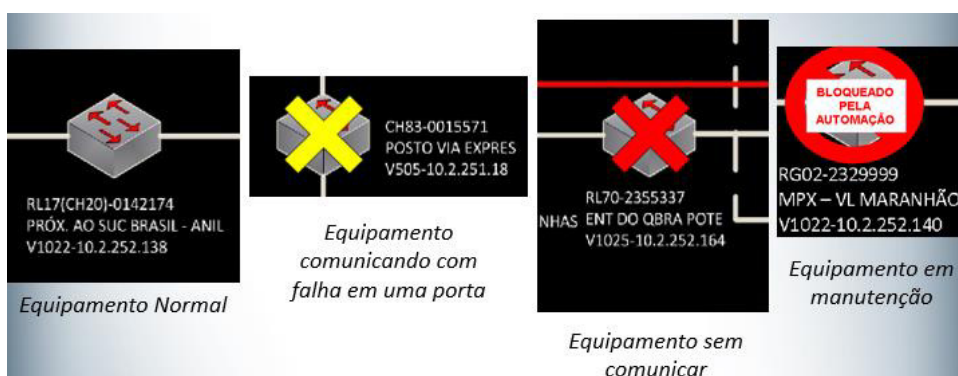 RL17(CH20)-0142174
PRÓX. AO SUC BRASIL - ANIL
V1022-10.2.252.138
Equipamento Normal
CH83-0015571
POSTO VIA EXPRES
V505-10.2.251.18
Equipamento
comunicando com
falha em uma porta
RL70-2355337
NHAS ENT DO QBRA POTE
V1025-10.2.252.164
Equipamento sem
comunicar
BLOQUEADO
PELA
AUTOMAÇÃO
RG02-2329999
MPX – VL MARANHÃO
V1022-10.2.252.140
Equipamento em
manutenção